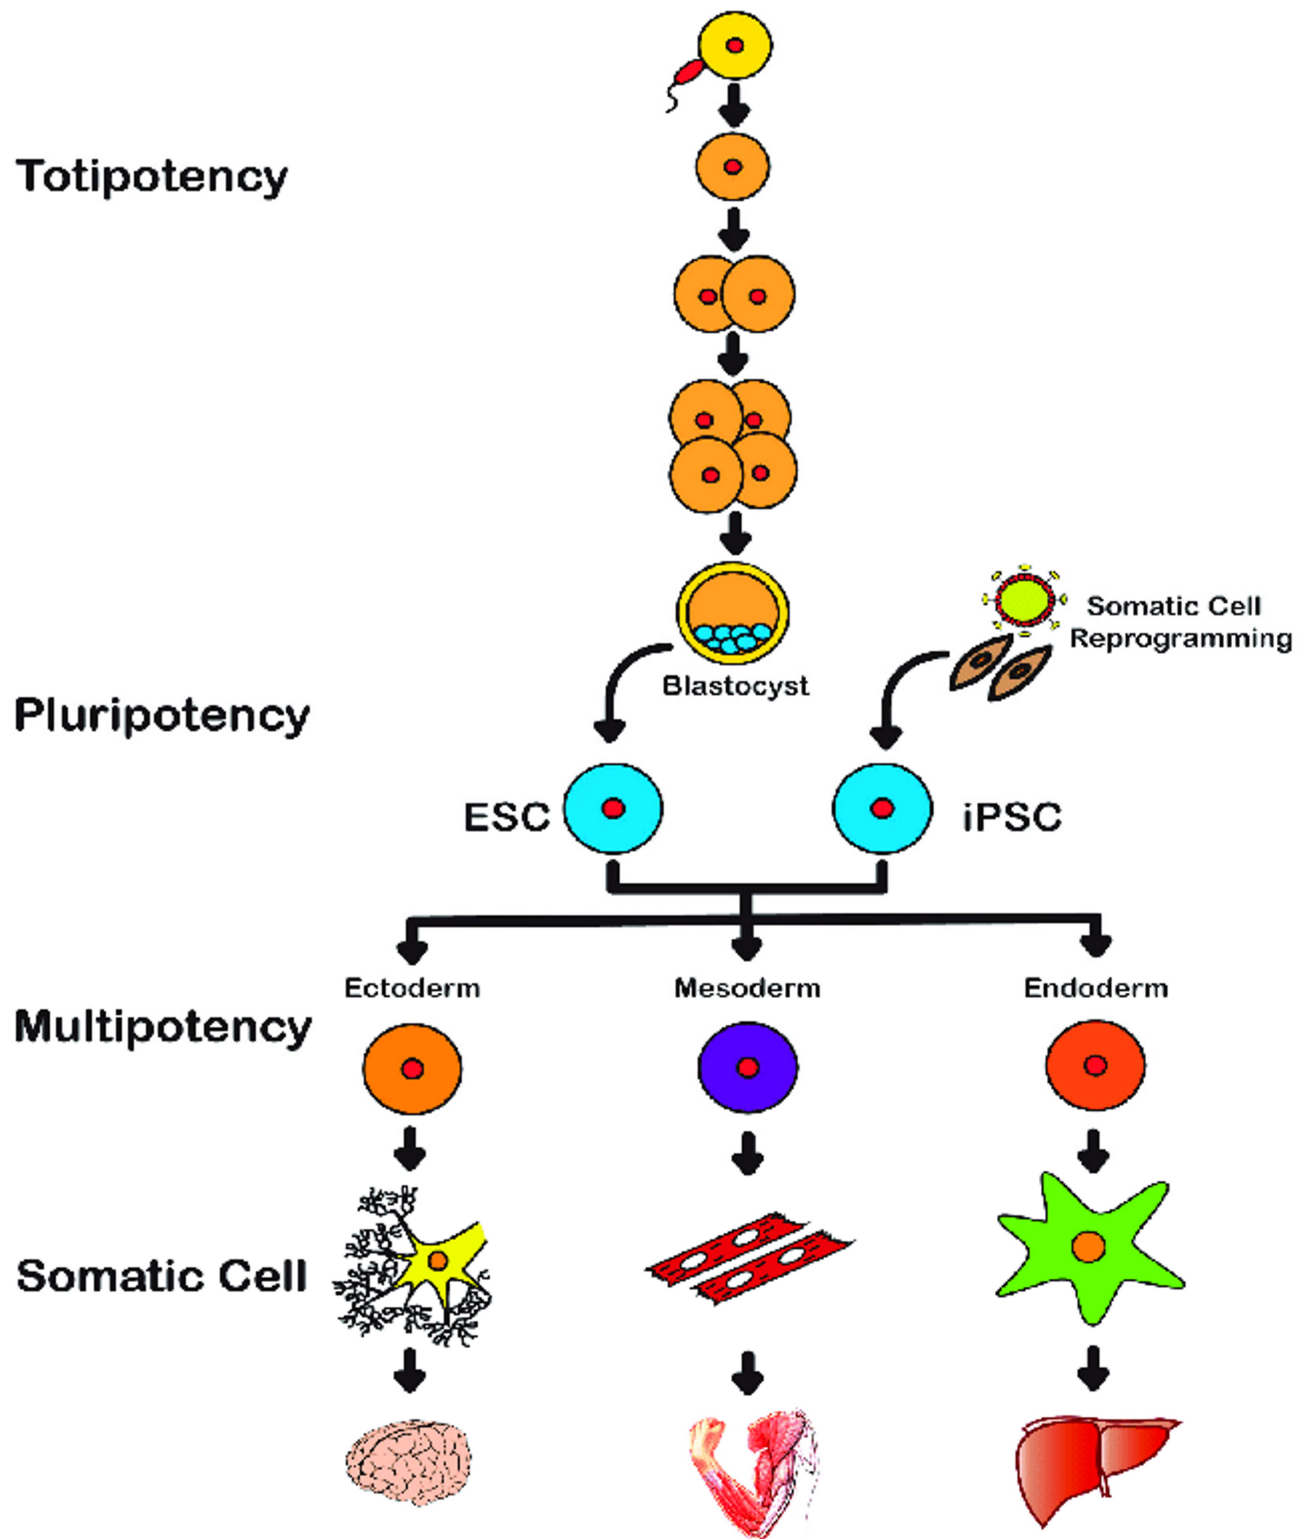 Totipotency
Somatic Cell
Reprogramming
Blastocyst
Pluripotency
ESC
iPSC
Ectoderm
Mesoderm
Endoderm
Multipotency
Somatic Cell